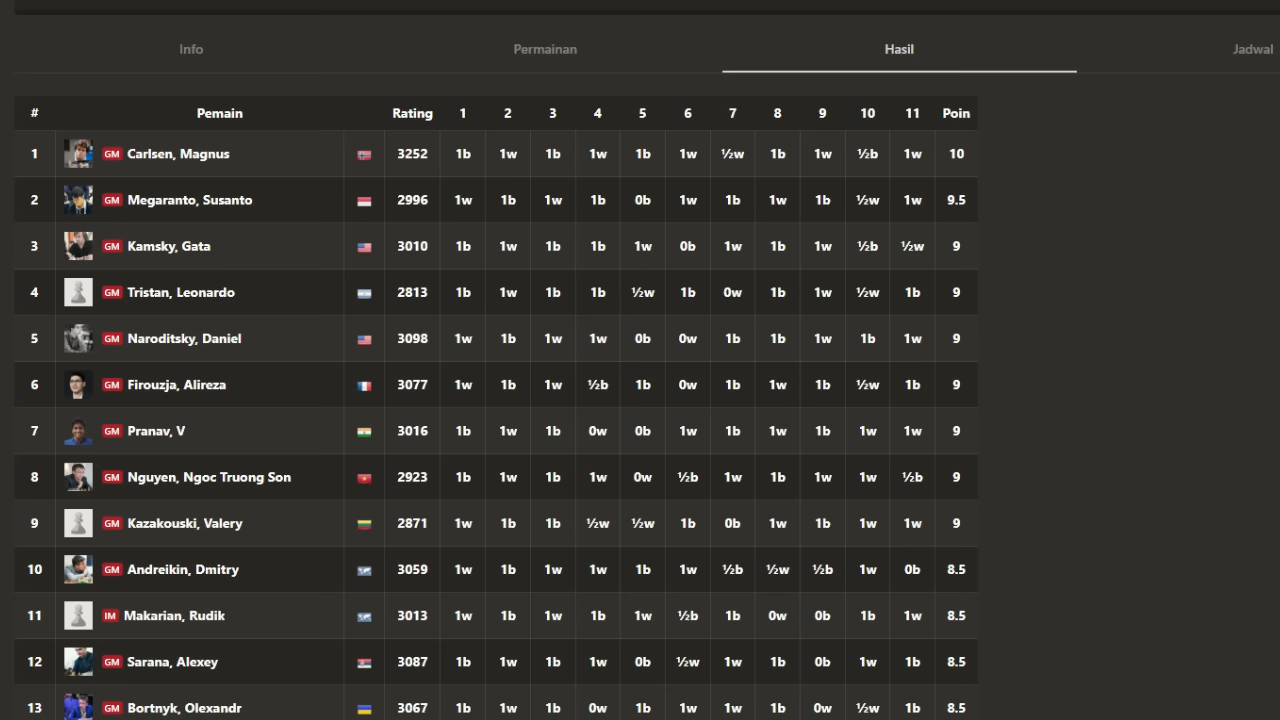 Info Permainan Hasil Jadwal
# Pemain Rating 1 2 3 4 5 6 7 8 9 10 11 Poin
1 GM Carlsen, Magnus 3252 1b 1w 1b 1w 1b 1w ½w 1b 1w ½b 1w 10
2 GM Megaranto, Susanto 2996 1w 1b 1w 1b 0b 1w 1b 1w 1b ½w 1w 9.5
3 GM Kamsky, Gata 3010 1b 1w 1b 1b 1w 0b 1w 1b 1w ½b ½w 9
4 GM Tristan, Leonardo 2813 1b 1w 1b 1b ½w 1b 0w 1b 1w ½w 1b 9
5 GM Naroditsky, Daniel 3098 1w 1b 1w 1w 0b 0w 1b 1b 1w 1b 1w 9
6 GM Firouzja, Alireza 3077 1w 1b 1w ½b 1b 0w 1b 1w 1b ½w 1b 9
7 GM Pranav, V 3016 1b 1w 1b 0w 0b 1w 1b 1w 1b 1w 1w 9
8 GM Nguyen, Ngoc Truong Son 2923 1b 1w 1b 1w 0w ½b 1w 1b 1w 1w ½b 9
9 GM Kazakouski, Valery 2871 1w 1b 1b ½w ½w 1b 0b 1w 1b 1w 1w 9
10 GM Andreikin, Dmitry 3059 1w 1b 1w 1w 1b 1w ½b ½w ½b 1w 0b 8.5
11 IM Makarian, Rudik 3013 1w 1b 1w 1b 1w ½b 1b 0w 0b 1b 1w 8.5
12 GM Sarana, Alexey 3087 1b 1w 1b 1w 0b ½w 1w 1b 0b 1w 1b 8.5
13 GM Bortnyk, Olexandr 3067 1b 1w 1b 0w 1b 1w 1w 1b 0w ½w 1b 8.5